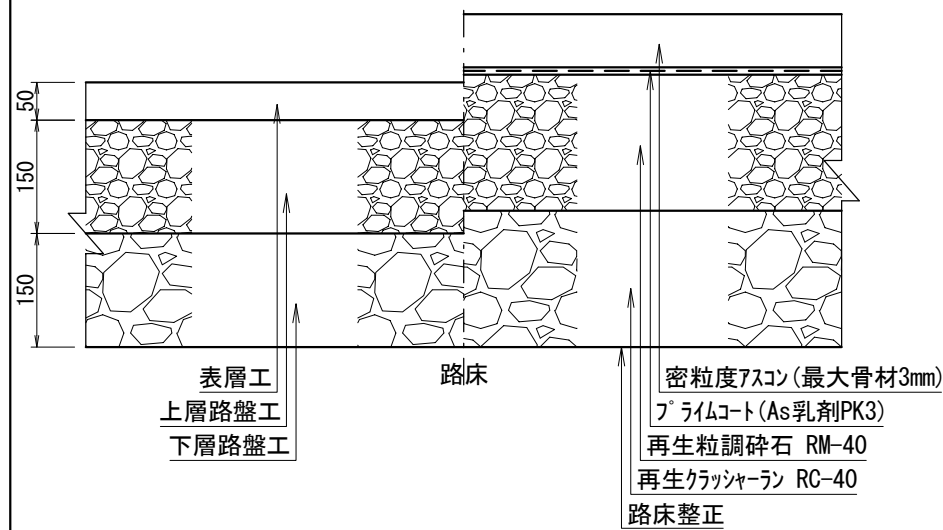 50
150
150
表層工
上層路盤工
下層路盤工
路床
密粒度アスコン(最大骨材3mm)
プライムコート(As乳剤PK3)
再生粒調砕石 RM-40
再生クラッシャーラン RC-40
路床整正